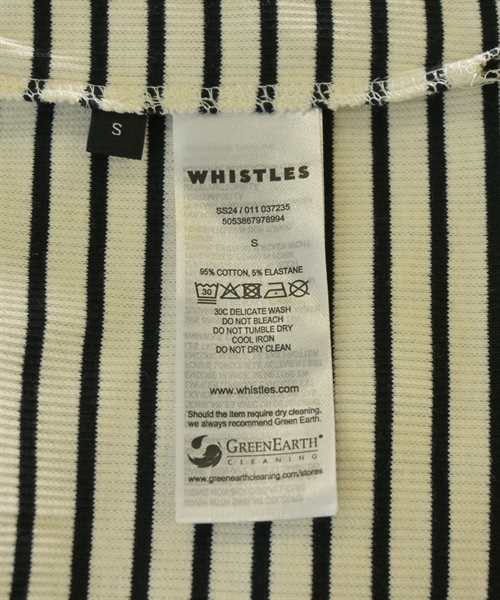 S
WHISTLES
SS24 / 011 037235
5053867978994
S
95% COTTON, 5% ELASTANE
30
30C DELICATE WASH
DO NOT BLEACH
DO NOT TUMBLE DRY
COOL IRON
DO NOT DRY CLEAN
www.whistles.com
Should the item require dry cleaning,
we always recommend Green Earth.
GREENEARTH®
CLEANING
www.greenearthcleaning.com/stores